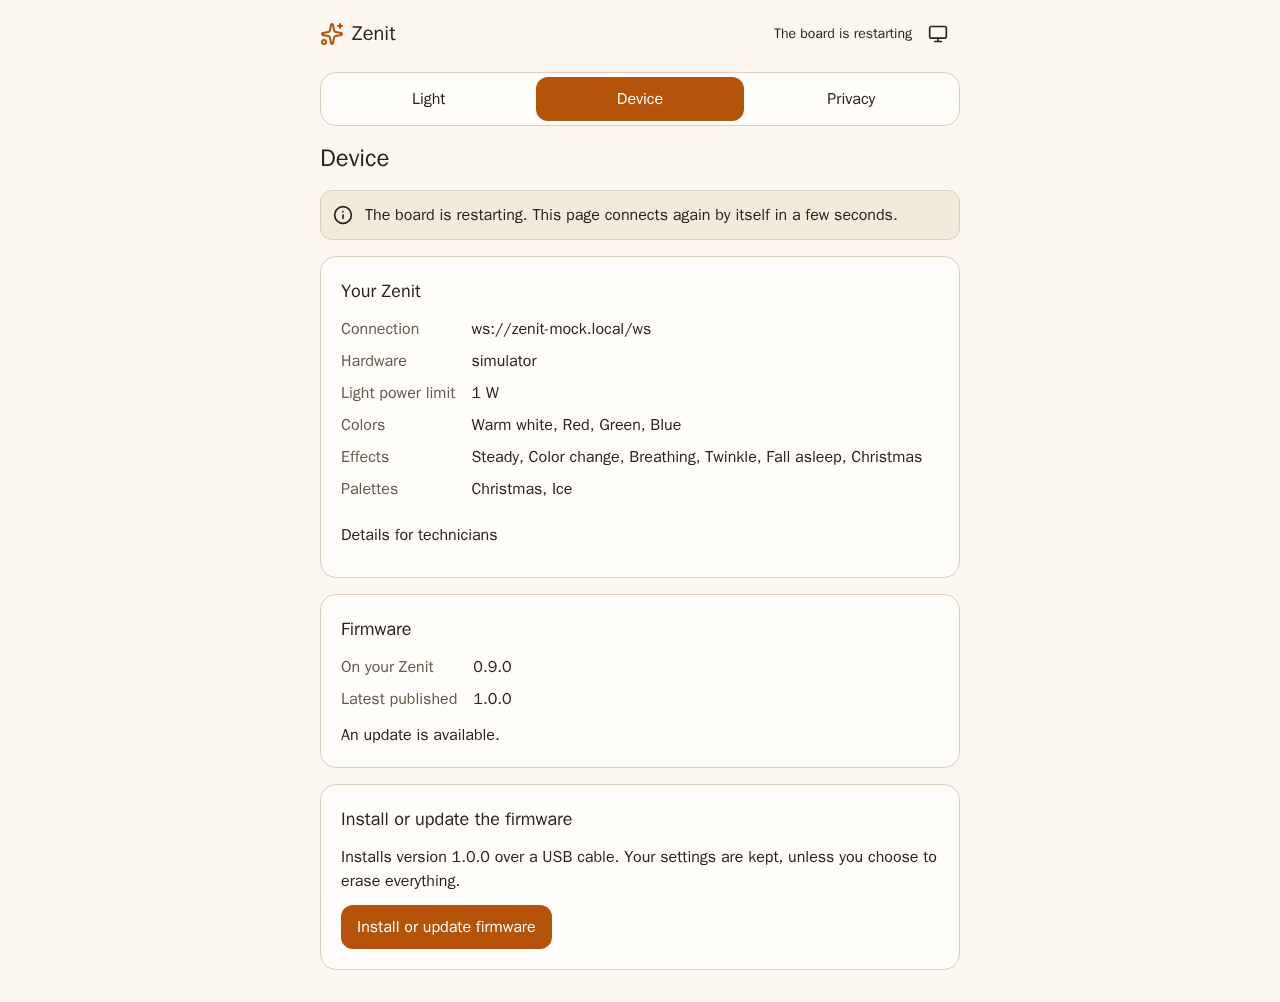 Zenit
The board is restarting
Light
Device
Privacy
Device
The board is restarting. This page connects again by itself in a few seconds.
Your Zenit
Connection ws://zenit-mock.local/ws
Hardware simulator
Light power limit 1 W
Colors Warm white, Red, Green, Blue
Effects Steady, Color change, Breathing, Twinkle, Fall asleep, Christmas
Palettes Christmas, Ice
Details for technicians
Firmware
On your Zenit 0.9.0
Latest published 1.0.0
An update is available.
Install or update the firmware
Installs version 1.0.0 over a USB cable. Your settings are kept, unless you choose to
erase everything.
Install or update firmware